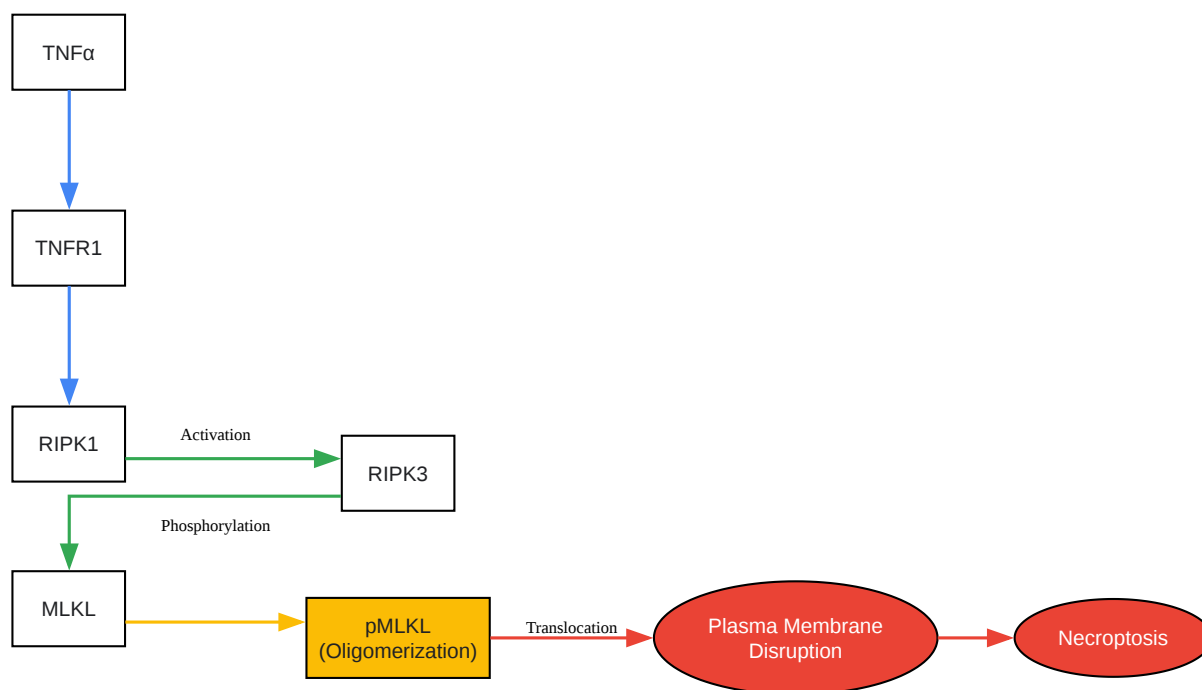 TNFα
TNFR1
RIPK1
Activation
RIPK3
Phosphorylation
MLKL
pMLKL
(Oligomerization)
Translocation
Plasma Membrane
Disruption
Necroptosis